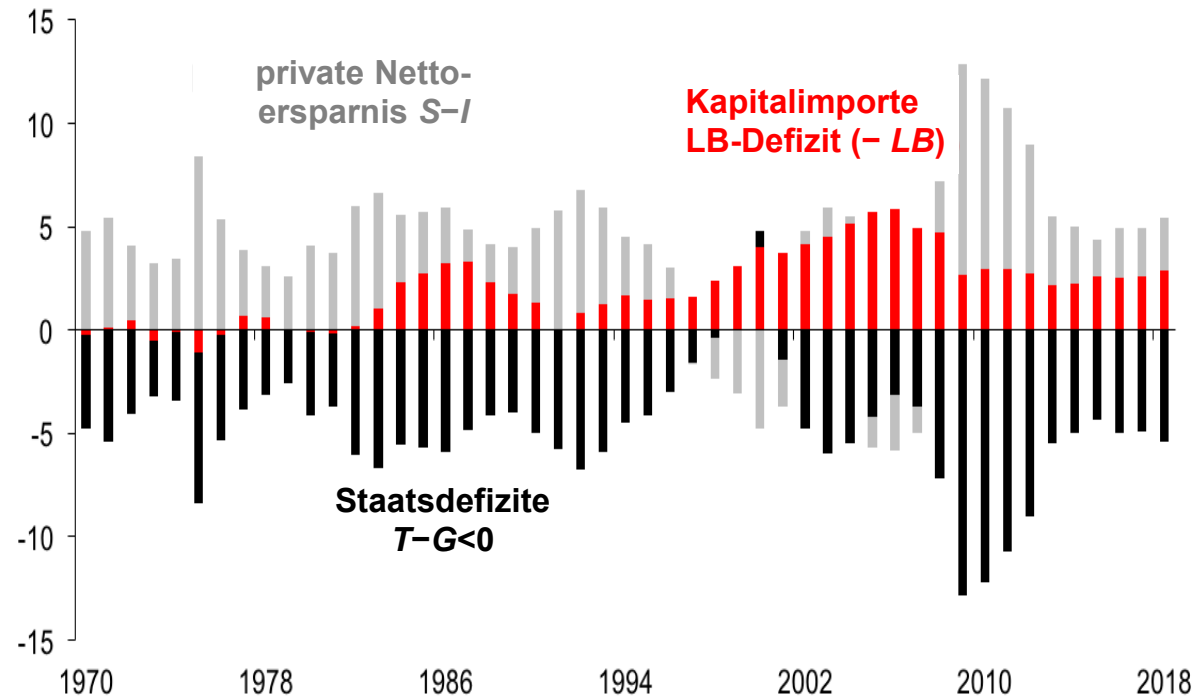 15
private Netto-
ersparnis S−I
Kapitalimporte
LB-Defizit (− LB)
10
5
0
-5
Staatsdefizite
T−G<0
-10
-15
1970 1978 1986 1994 2002 2010 2018